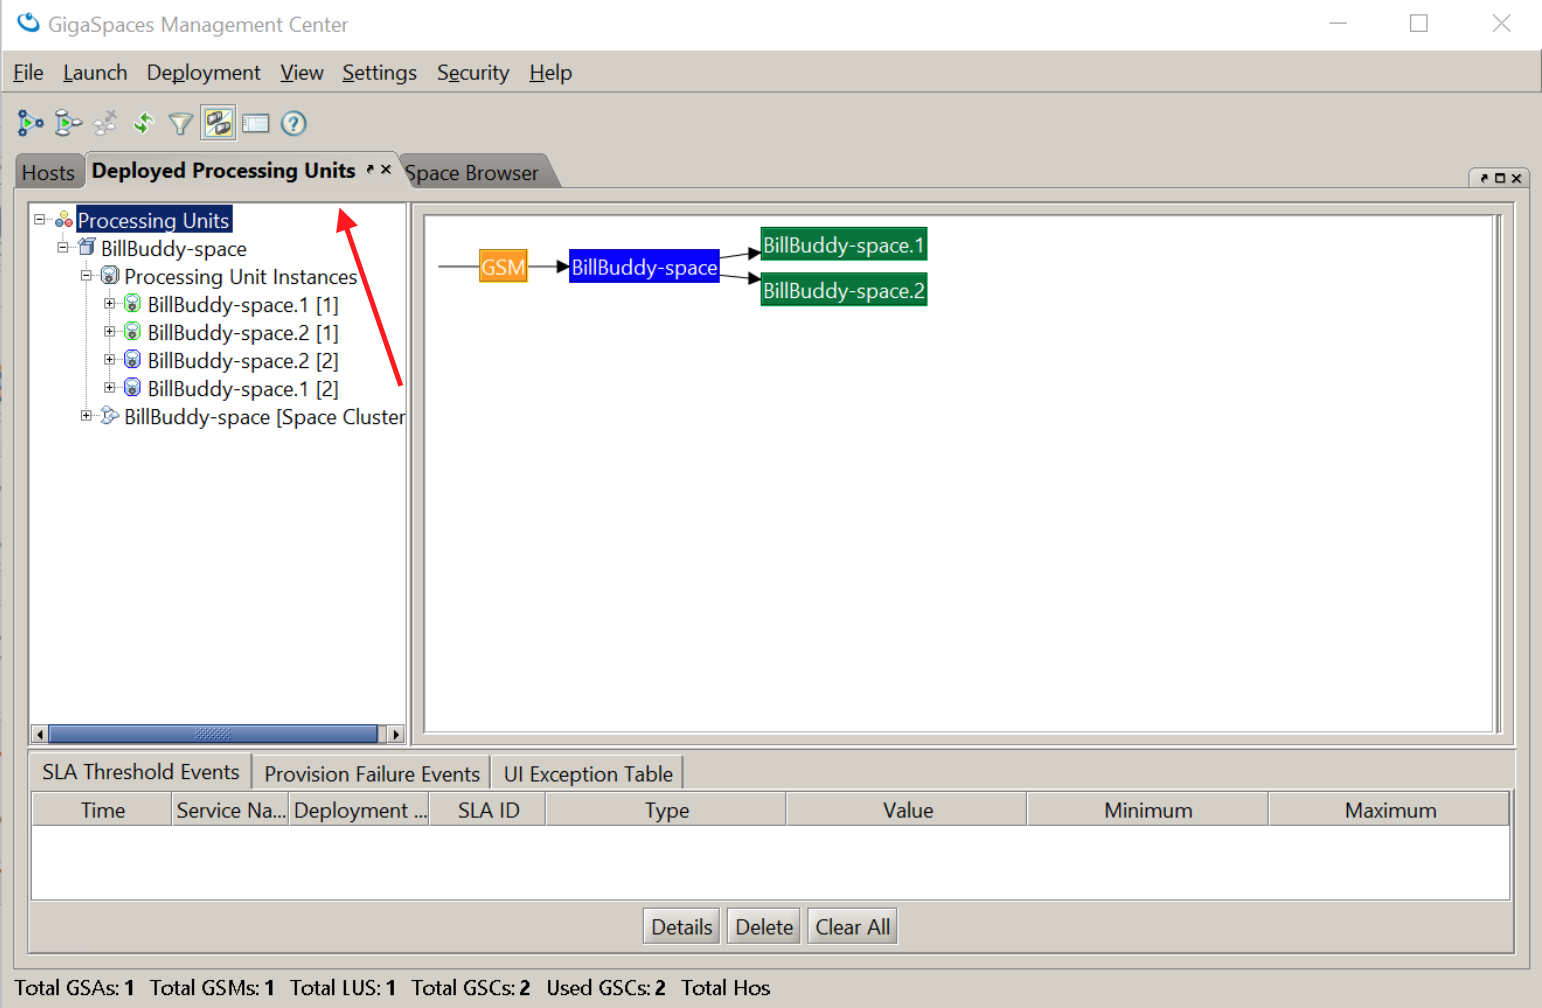 GigaSpaces Management Center
File Launch Deployment View Settings Security Help
Hosts Deployed Processing Units Space Browser
Processing Units
BillBuddy-space
Processing Unit Instances
BillBuddy-space.1 [1]
BillBuddy-space.2 [1]
BillBuddy-space.2 [2]
BillBuddy-space.1 [2]
BillBuddy-space [Space Cluster
GSM BillBuddy-space
BillBuddy-space.1
BillBuddy-space.2
SLA Threshold Events Provision Failure Events UI Exception Table
Time Service Na... Deployment ... SLA ID Type Value Minimum Maximum
Details Delete Clear All
Total GSAs: 1 Total GSMs: 1 Total LUS: 1 Total GSCs: 2 Used GSCs: 2 Total Hos